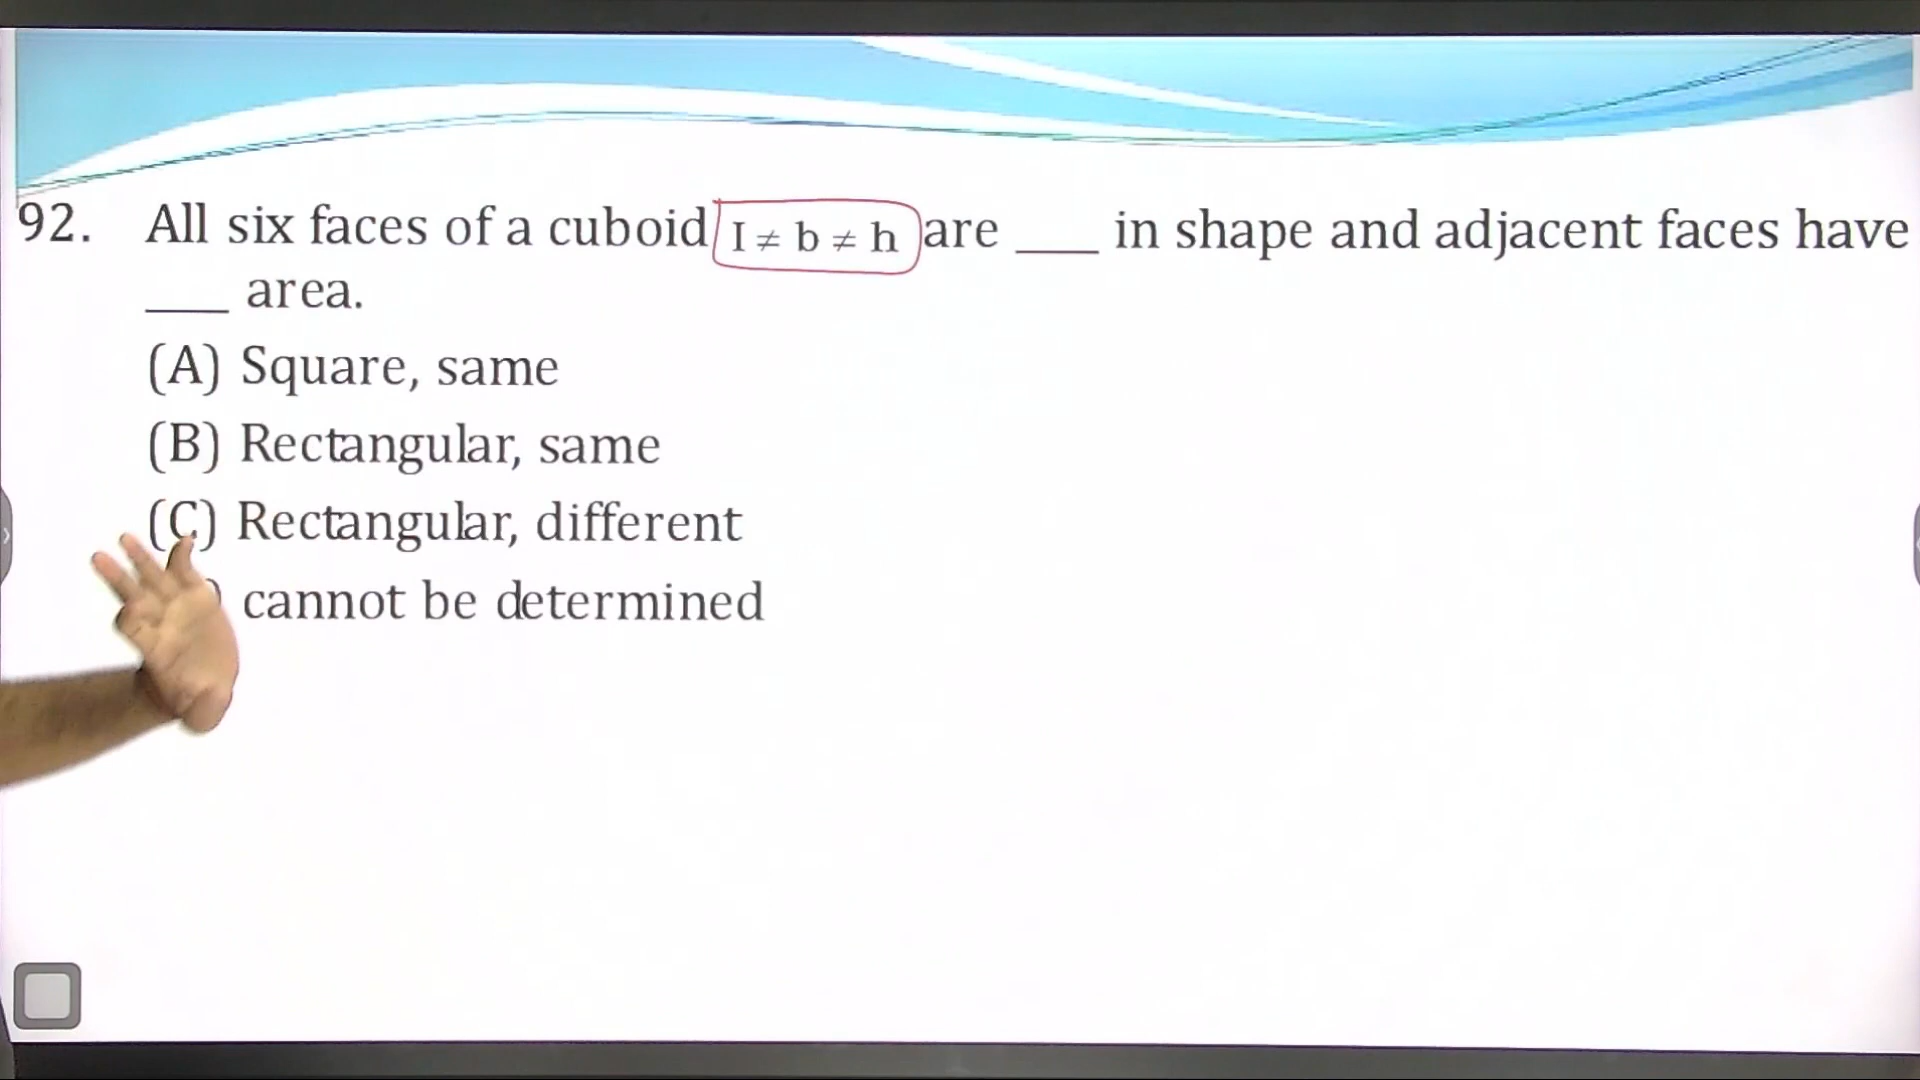 92. All six faces of a cuboid I ≠ b ≠ h are ___ in shape and adjacent faces have
___ area.
(A) Square, same
(B) Rectangular, same
(C) Rectangular, different
) cannot be determined